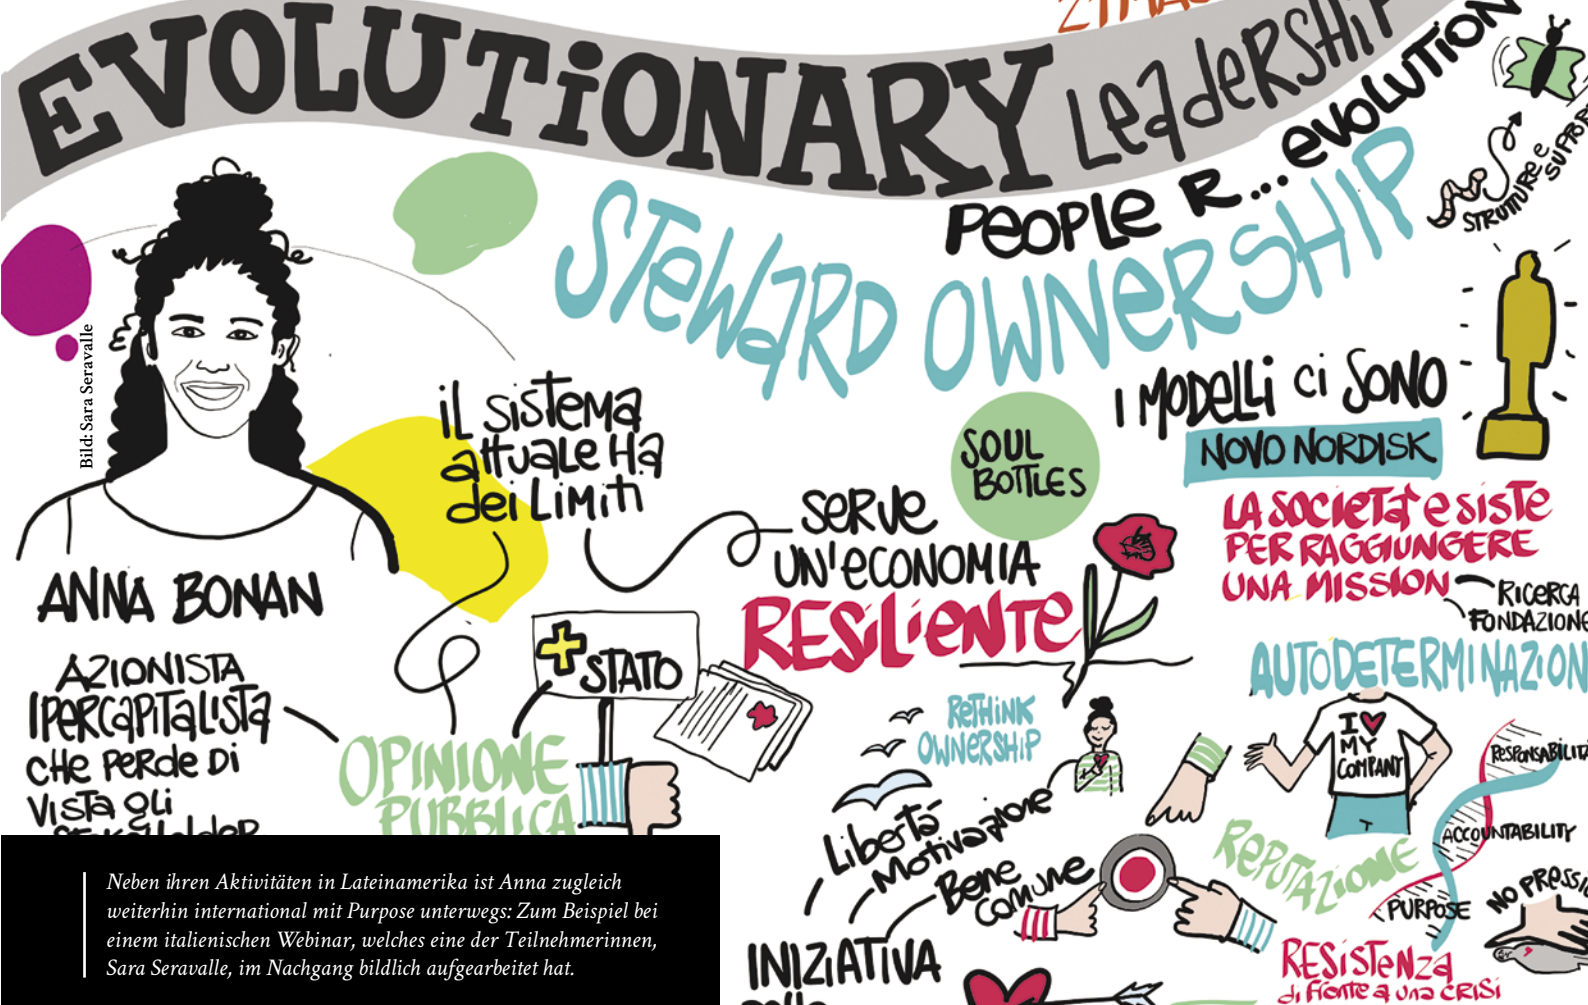 EVOLUTiONARY LeadeRSHiP
PEOPLE R...evOLUTION
STeWaRD OWNeRSHIP
STRUTTURE e
SUPPOR
Bild: Sara Seravalle
iL SiSTEMa
aTTUaLe Ha
dei LiMiTi
ANNA BONAN
AZIONISTA
IPERCaPiTaLiSTa
CHE PERde Di
ViSTa gLi
STaKeHoLdeR
OPINIONE
PUBBLICA
+ STATO
SeRVe
UN'eCONOMIA
RESiLieNTe
SOUL
BOTTLES
I MODeLLi Ci SONO
NOVO NORDISK
LA SOCIETà eSiSTe
PER RAGGIUNGERE
UNA MISSION
RICERCA
FONDAZIONE
AUTODETERMINAZION
ReTHiNK
OWNeRSHiP
I
MY
COMPANY
RESPONSABILITà
ACCOUNTABILITY
PURPOSE
RePUTAZiONE
LibeRTà
MoTivazione
Bene
Comune
INIZIATIVA
NO PRESSi
RESiSTeNZa
di FRonTe a una CRiSi
Neben ihren Aktivitäten in Lateinamerika ist Anna zugleich
weiterhin international mit Purpose unterwegs: Zum Beispiel bei
einem italienischen Webinar, welches eine der Teilnehmerinnen,
Sara Seravalle, im Nachgang bildlich aufgearbeitet hat.